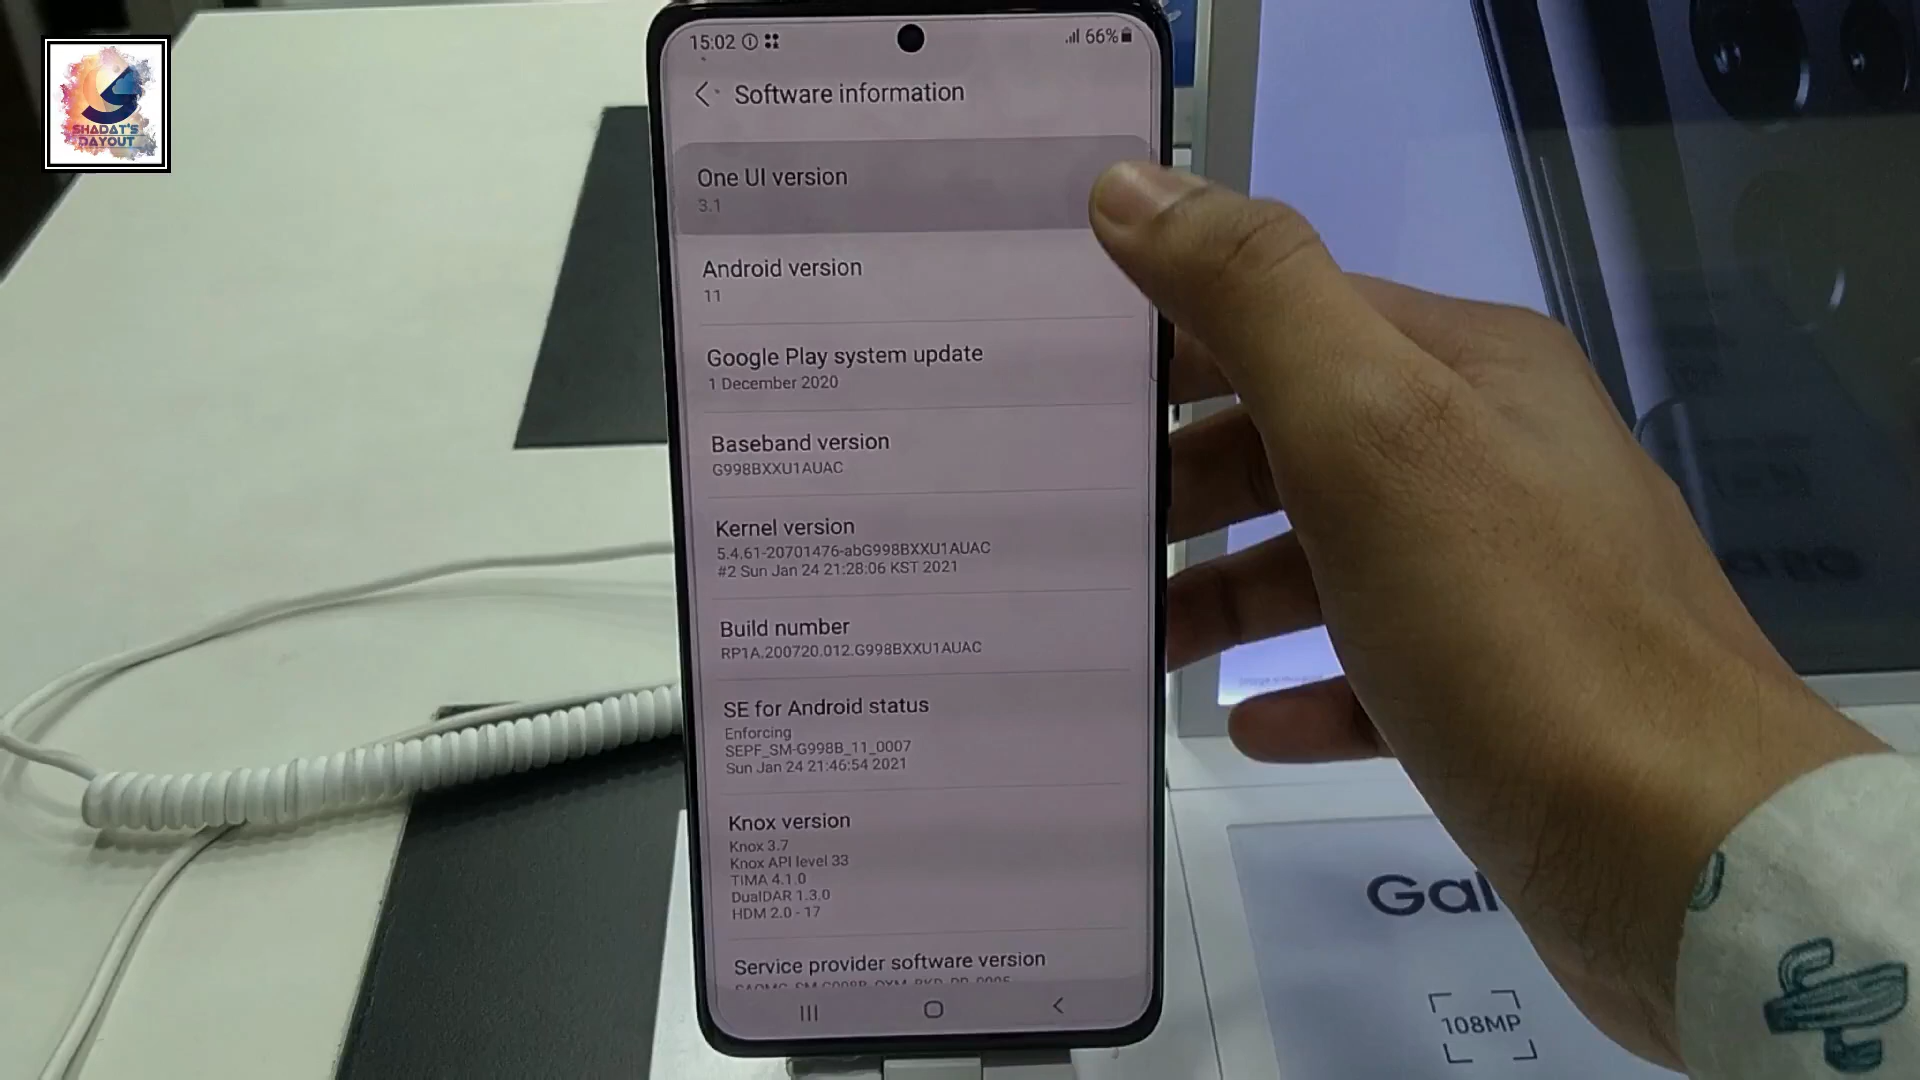 SHADAT'S
DAYOUT
15:02
66%
Software information
One UI version
3.1
Android version
11
Google Play system update
1 December 2020
Baseband version
G998BXXU1AUAC
Kernel version
5.4.61-20701476-abG998BXXU1AUAC
#2 Sun Jan 24 21:28:06 KST 2021
Build number
RP1A.200720.012.G998BXXU1AUAC
SE for Android status
Enforcing
SEPF_SM-G998B_11_0007
Sun Jan 24 21:46:54 2021
Knox version
Knox 3.7
Knox API level 33
TIMA 4.1.0
DualDAR 1.3.0
HDM 2.0 - 17
Service provider software version
Gal
108MP